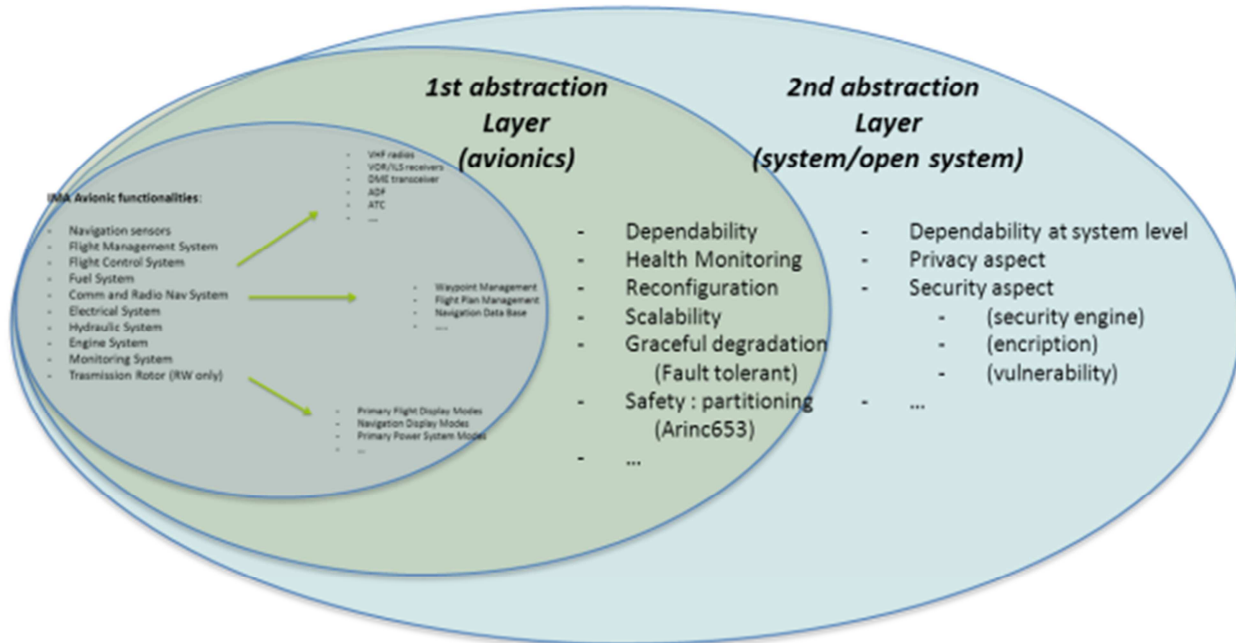 1st abstraction
Layer
(avionics)
2nd abstraction
Layer
(system/open system)
IMA Avionic functionalities:
- Navigation sensors
- Flight Management System
- Flight Control System
- Fuel System
- Comm and Radio Nav System
- Electrical System
- Hydraulic System
- Engine System
- Monitoring System
- Trasmission Rotor (RW only)
- VHF radios
- VOR/ILS receivers
- DME transceiver
- ADF
- ATC
- ....
- Waypoint Management
- Flight Plan Management
- Navigation Data Base
- .....
- Primary Flight Display Modes
- Navigation Display Modes
- Primary Power System Modes
- ...
- Dependability
- Health Monitoring
- Reconfiguration
- Scalability
- Graceful degradation
(Fault tolerant)
- Safety : partitioning
(Arinc653)
- ...
- Dependability at system level
- Privacy aspect
- Security aspect
- (security engine)
- (encription)
- (vulnerability)
- ...